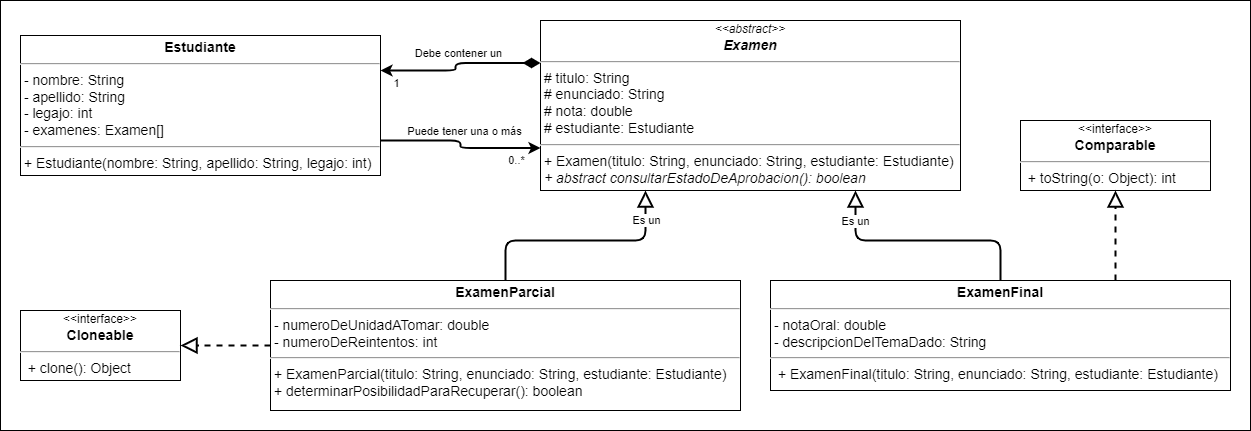 Estudiante
- nombre: String
- apellido: String
- legajo: int
- examenes: Examen[]
+ Estudiante(nombre: String, apellido: String, legajo: int)
Debe contener un
1
Puede tener una o más
0..*
<<abstract>>
Examen
# titulo: String
# enunciado: String
# nota: double
# estudiante: Estudiante
+ Examen(titulo: String, enunciado: String, estudiante: Estudiante)
+ abstract consultarEstadoDeAprobacion(): boolean
<<interface>>
Comparable
+ toString(o: Object): int
Es un
Es un
<<interface>>
Cloneable
+ clone(): Object
ExamenParcial
- numeroDeUnidadATomar: double
- numeroDeReintentos: int
+ ExamenParcial(titulo: String, enunciado: String, estudiante: Estudiante)
+ determinarPosibilidadParaRecuperar(): boolean
ExamenFinal
- notaOral: double
- descripcionDelTemaDado: String
+ ExamenFinal(titulo: String, enunciado: String, estudiante: Estudiante)